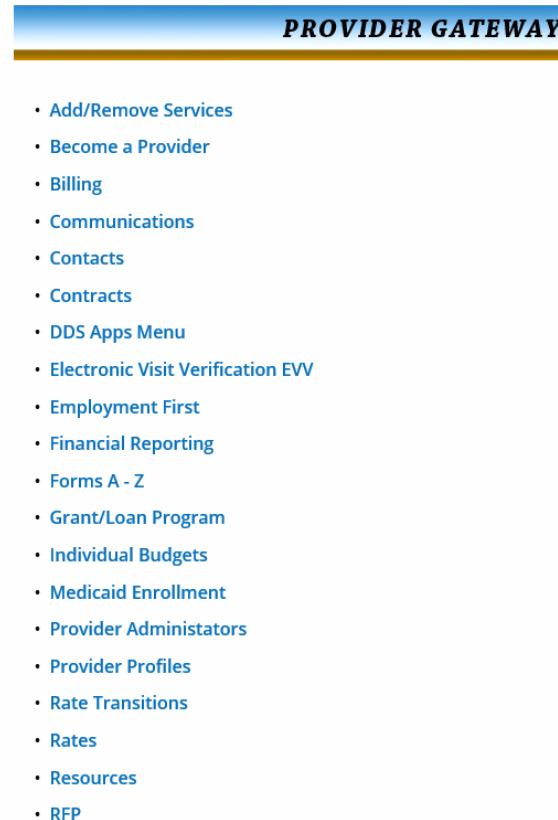 PROVIDER GATEWAY
• Add/Remove Services
• Become a Provider
• Billing
• Communications
• Contacts
• Contracts
• DDS Apps Menu
• Electronic Visit Verification EVV
• Employment First
• Financial Reporting
• Forms A - Z
• Grant/Loan Program
• Individual Budgets
• Medicaid Enrollment
• Provider Administators
• Provider Profiles
• Rate Transitions
• Rates
• Resources
• RFP